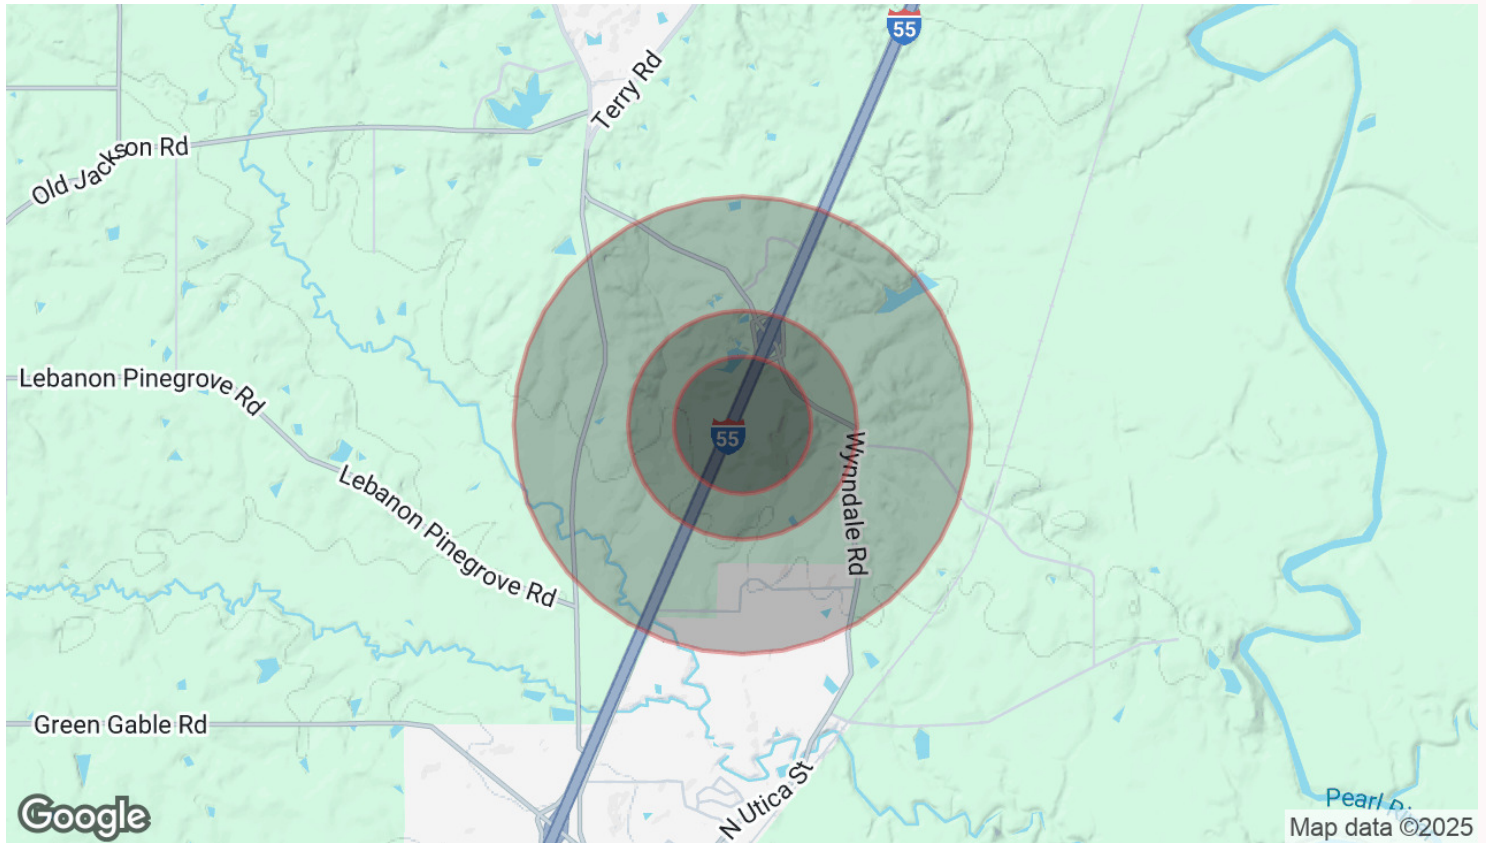 55
Terry Rd
Old Jackson Rd
Lebanon Pinegrove Rd
55
Wynndale Rd
Lebanon Pinegrove Rd
Green Gable Rd
N Utica St
Pearl
Google
Map data ©2025